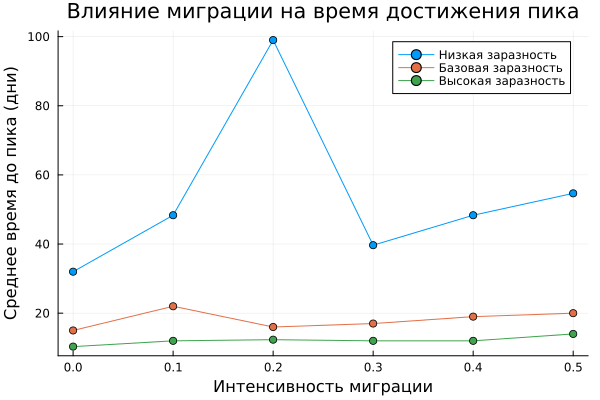 Влияние миграции на время достижения пика
Среднее время до пика (дни)
100
80
60
40
20
Низкая заразность
Базовая заразность
Высокая заразность
0.0 0.1 0.2 0.3 0.4 0.5
Интенсивность миграции